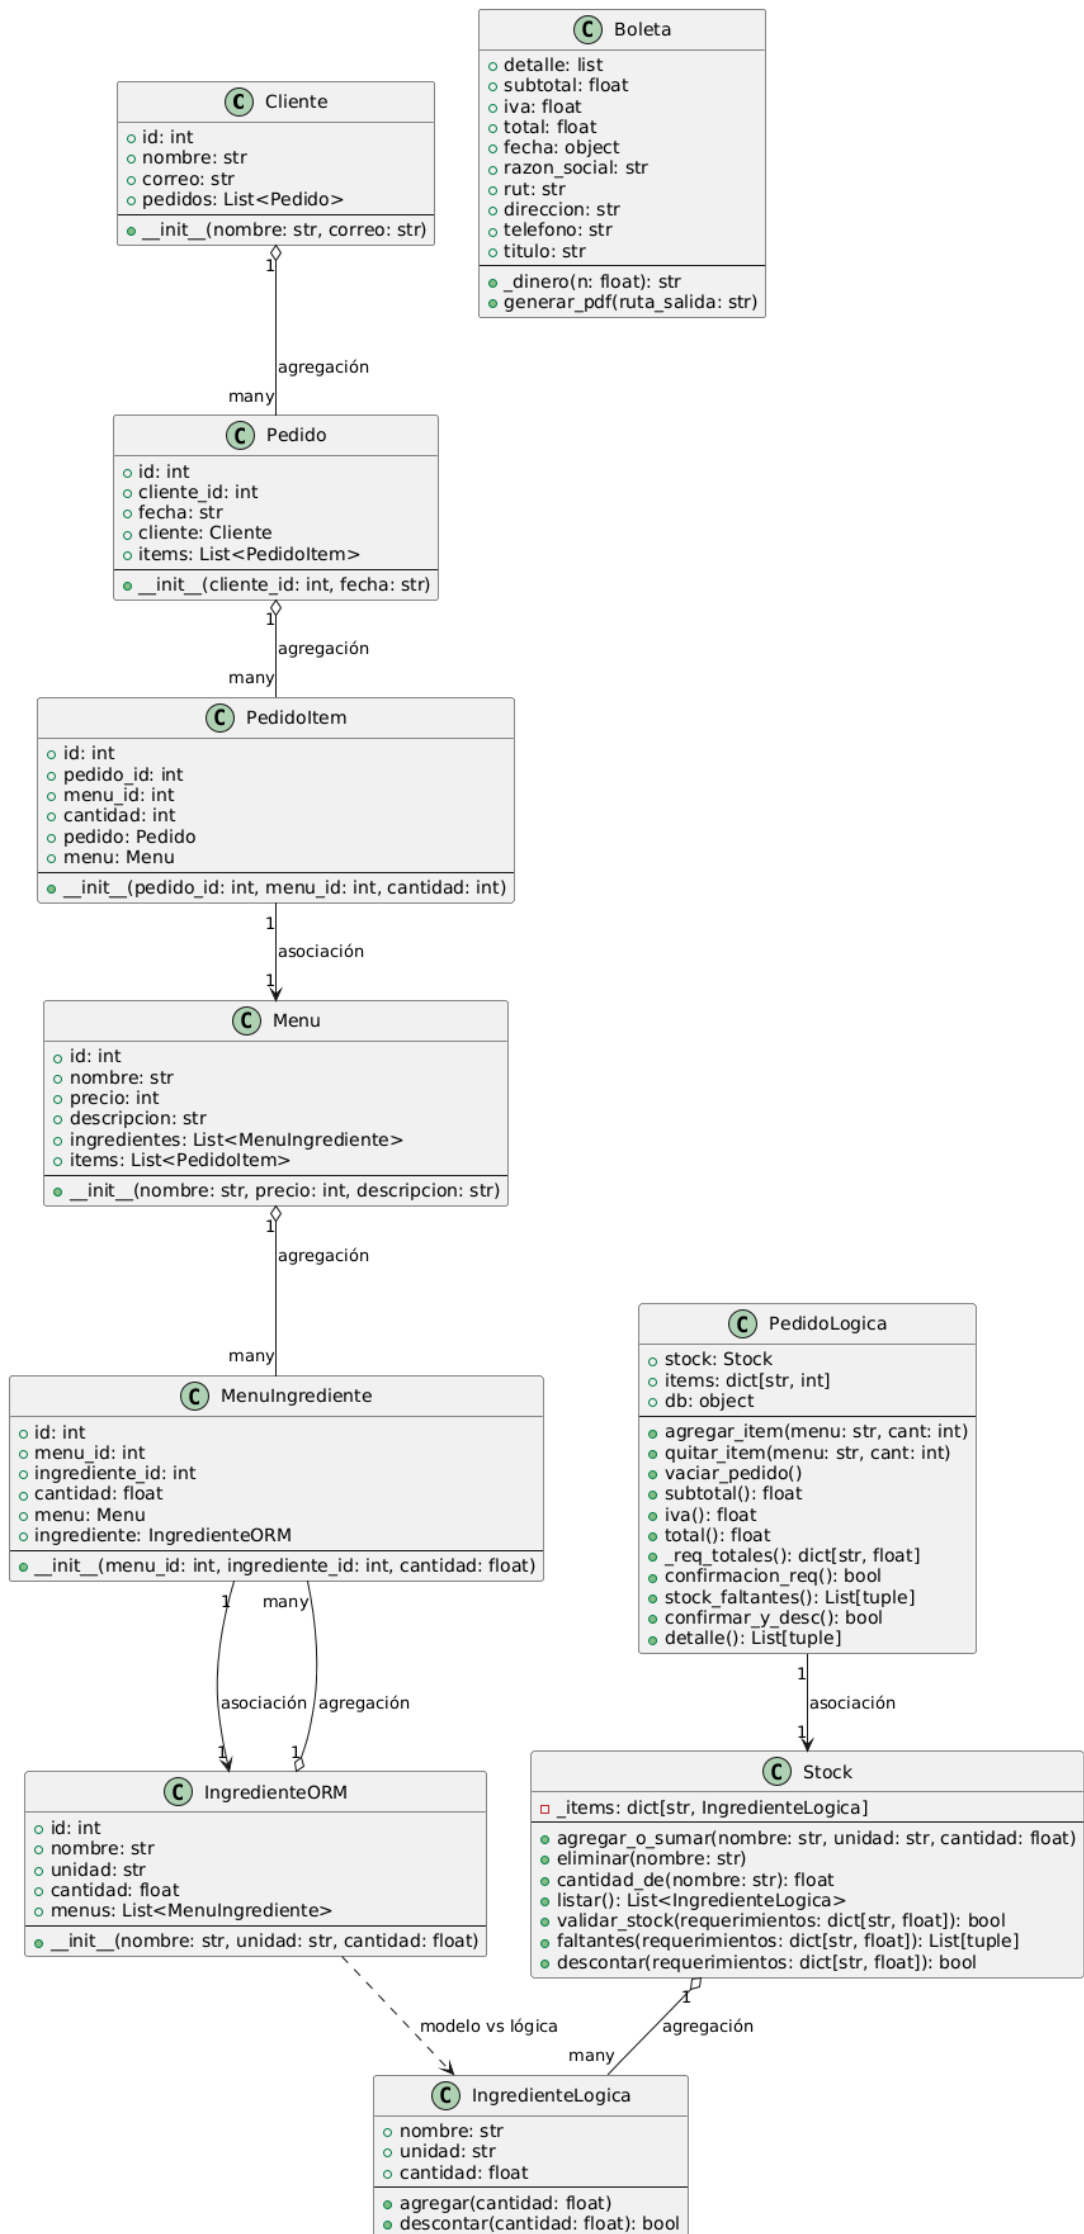 C Boleta
detalle: list
subtotal: float
iva: float
total: float
fecha: object
razon_social: str
rut: str
direccion: str
telefono: str
titulo: str
_dinero(n: float): str
generar_pdf(ruta_salida: str)
C Cliente
id: int
nombre: str
correo: str
pedidos: List<Pedido>
__init__(nombre: str, correo: str)
1
agregación
many
C Pedido
id: int
cliente_id: int
fecha: str
cliente: Cliente
items: List<PedidoItem>
__init__(cliente_id: int, fecha: str)
1
agregación
many
C PedidoItem
id: int
pedido_id: int
menu_id: int
cantidad: int
pedido: Pedido
menu: Menu
__init__(pedido_id: int, menu_id: int, cantidad: int)
1
asociación
1
C Menu
id: int
nombre: str
precio: int
descripcion: str
ingredientes: List<MenuIngrediente>
items: List<PedidoItem>
__init__(nombre: str, precio: int, descripcion: str)
1
agregación
many
C MenuIngrediente
id: int
menu_id: int
ingrediente_id: int
cantidad: float
menu: Menu
ingrediente: IngredienteORM
__init__(menu_id: int, ingrediente_id: int, cantidad: float)
C PedidoLogica
stock: Stock
items: dict[str, int]
db: object
agregar_item(menu: str, cant: int)
quitar_item(menu: str, cant: int)
vaciar_pedido()
subtotal(): float
iva(): float
total(): float
_req_totales(): dict[str, float]
confirmacion_req(): bool
stock_faltantes(): List[tuple]
confirmar_y_desc(): bool
detalle(): List[tuple]
1 many
asociación agregación
1 1
1
asociación
1
C IngredienteORM
id: int
nombre: str
unidad: str
cantidad: float
menus: List<MenuIngrediente>
__init__(nombre: str, unidad: str, cantidad: float)
C Stock
_items: dict[str, IngredienteLogica]
agregar_o_sumar(nombre: str, unidad: str, cantidad: float)
eliminar(nombre: str)
cantidad_de(nombre: str): float
listar(): List<IngredienteLogica>
validar_stock(requerimientos: dict[str, float]): bool
faltantes(requerimientos: dict[str, float]): List[tuple]
descontar(requerimientos: dict[str, float]): bool
modelo vs lógica
1
agregación
many
C IngredienteLogica
nombre: str
unidad: str
cantidad: float
agregar(cantidad: float)
descontar(cantidad: float): bool